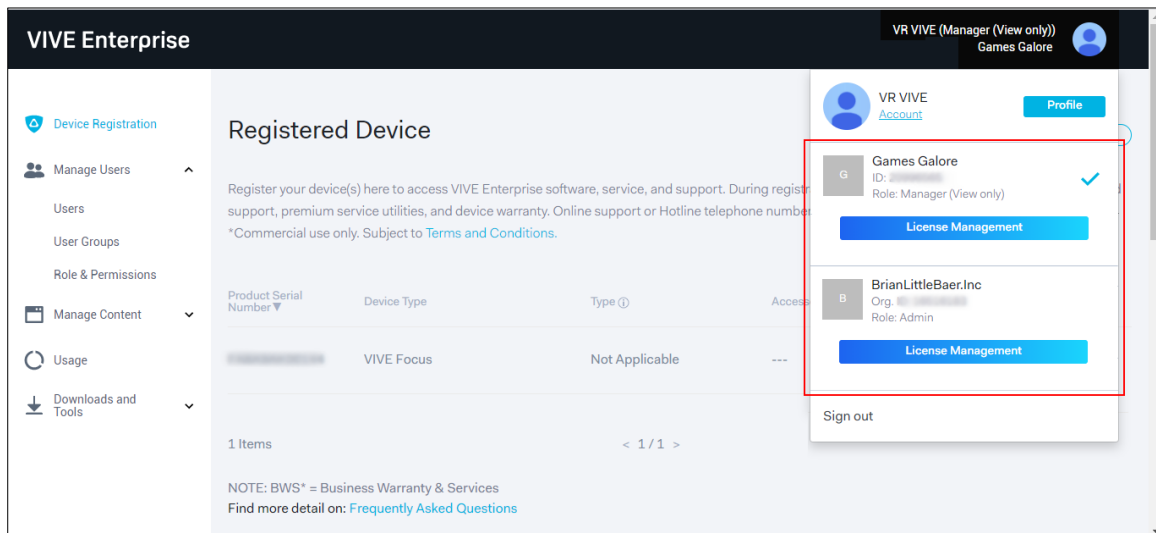 VIVE Enterprise
VR VIVE (Manager (View only))
Games Galore
Device Registration
Manage Users
Users
User Groups
Role & Permissions
Manage Content
Usage
Downloads and
Tools
Registered Device
Register your device(s) here to access VIVE Enterprise software, service, and support. During registr
support, premium service utilities, and device warranty. Online support or Hotline telephone number
*Commercial use only. Subject to Terms and Conditions.
Product Serial
Number▼
Device Type
Type ⓘ
Access
VIVE Focus
Not Applicable
---
1 Items
< 1 / 1 >
NOTE: BWS* = Business Warranty & Services
Find more detail on: Frequently Asked Questions
VR VIVE
Account
Profile
G
Games Galore
ID:
Role: Manager (View only)
License Management
B
BrianLittleBaer.Inc
Org.
Role: Admin
License Management
Sign out